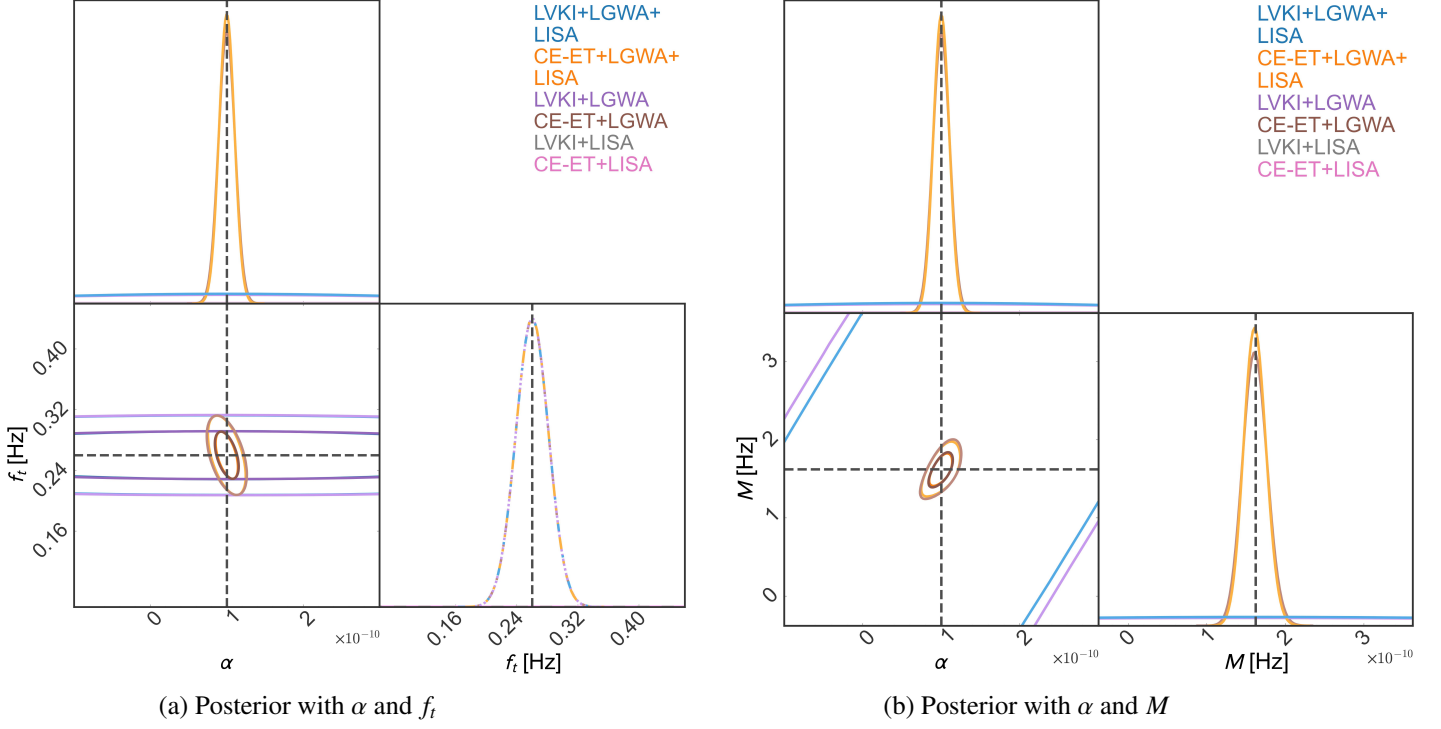 LVKI+LGWA+
LISA
CE-ET+LGWA+
LISA
LVKI+LGWA
CE-ET+LGWA
LVKI+LISA
CE-ET+LISA
0.40
0.32
0.24
0.16
f_t [Hz]
0
1
2
×10⁻¹⁰
α
0.16
0.24
0.32
0.40
f_t [Hz]
(a) Posterior with α and f_t
LVKI+LGWA+
LISA
CE-ET+LGWA+
LISA
LVKI+LGWA
CE-ET+LGWA
LVKI+LISA
CE-ET+LISA
3
2
1
0
M [Hz]
0
1
2
×10⁻¹⁰
α
0
1
2
3
×10⁻¹⁰
M [Hz]
(b) Posterior with α and M